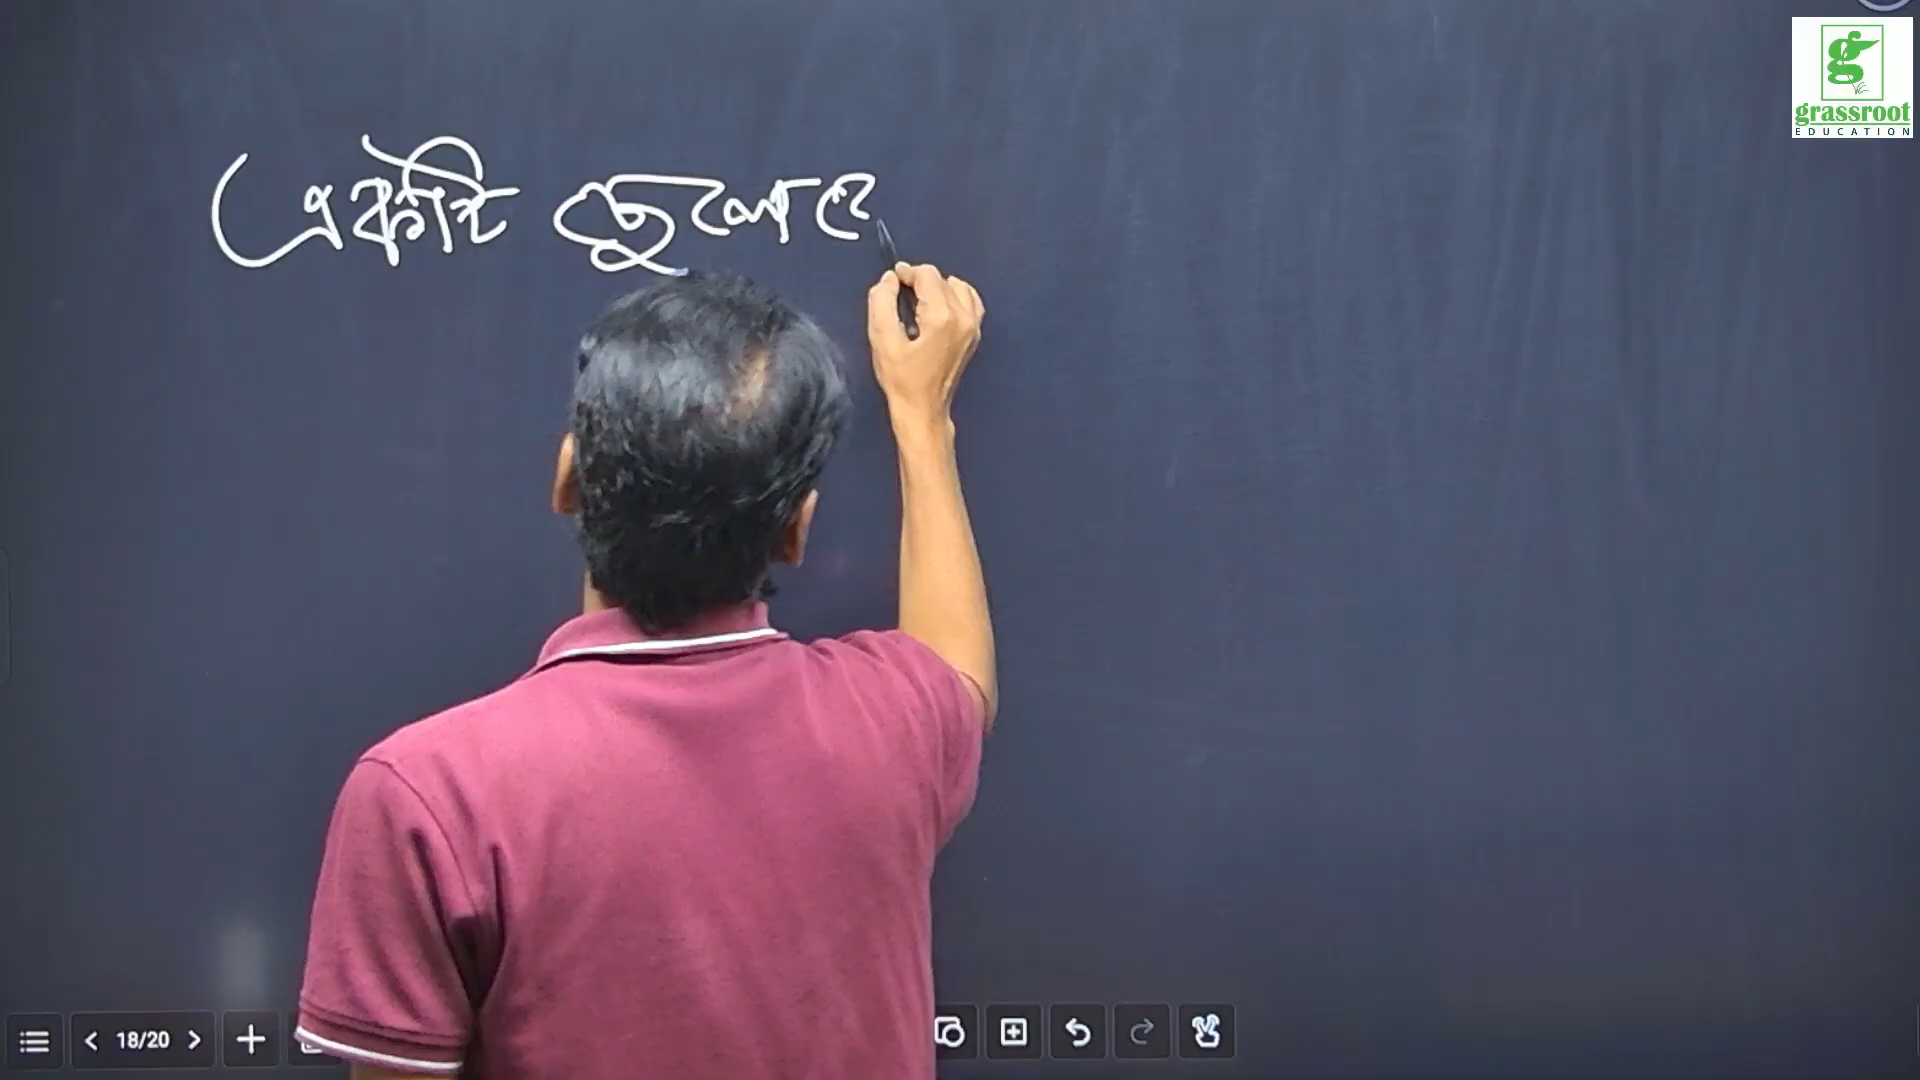 একটি
grassroot
EDUCATION
18/20